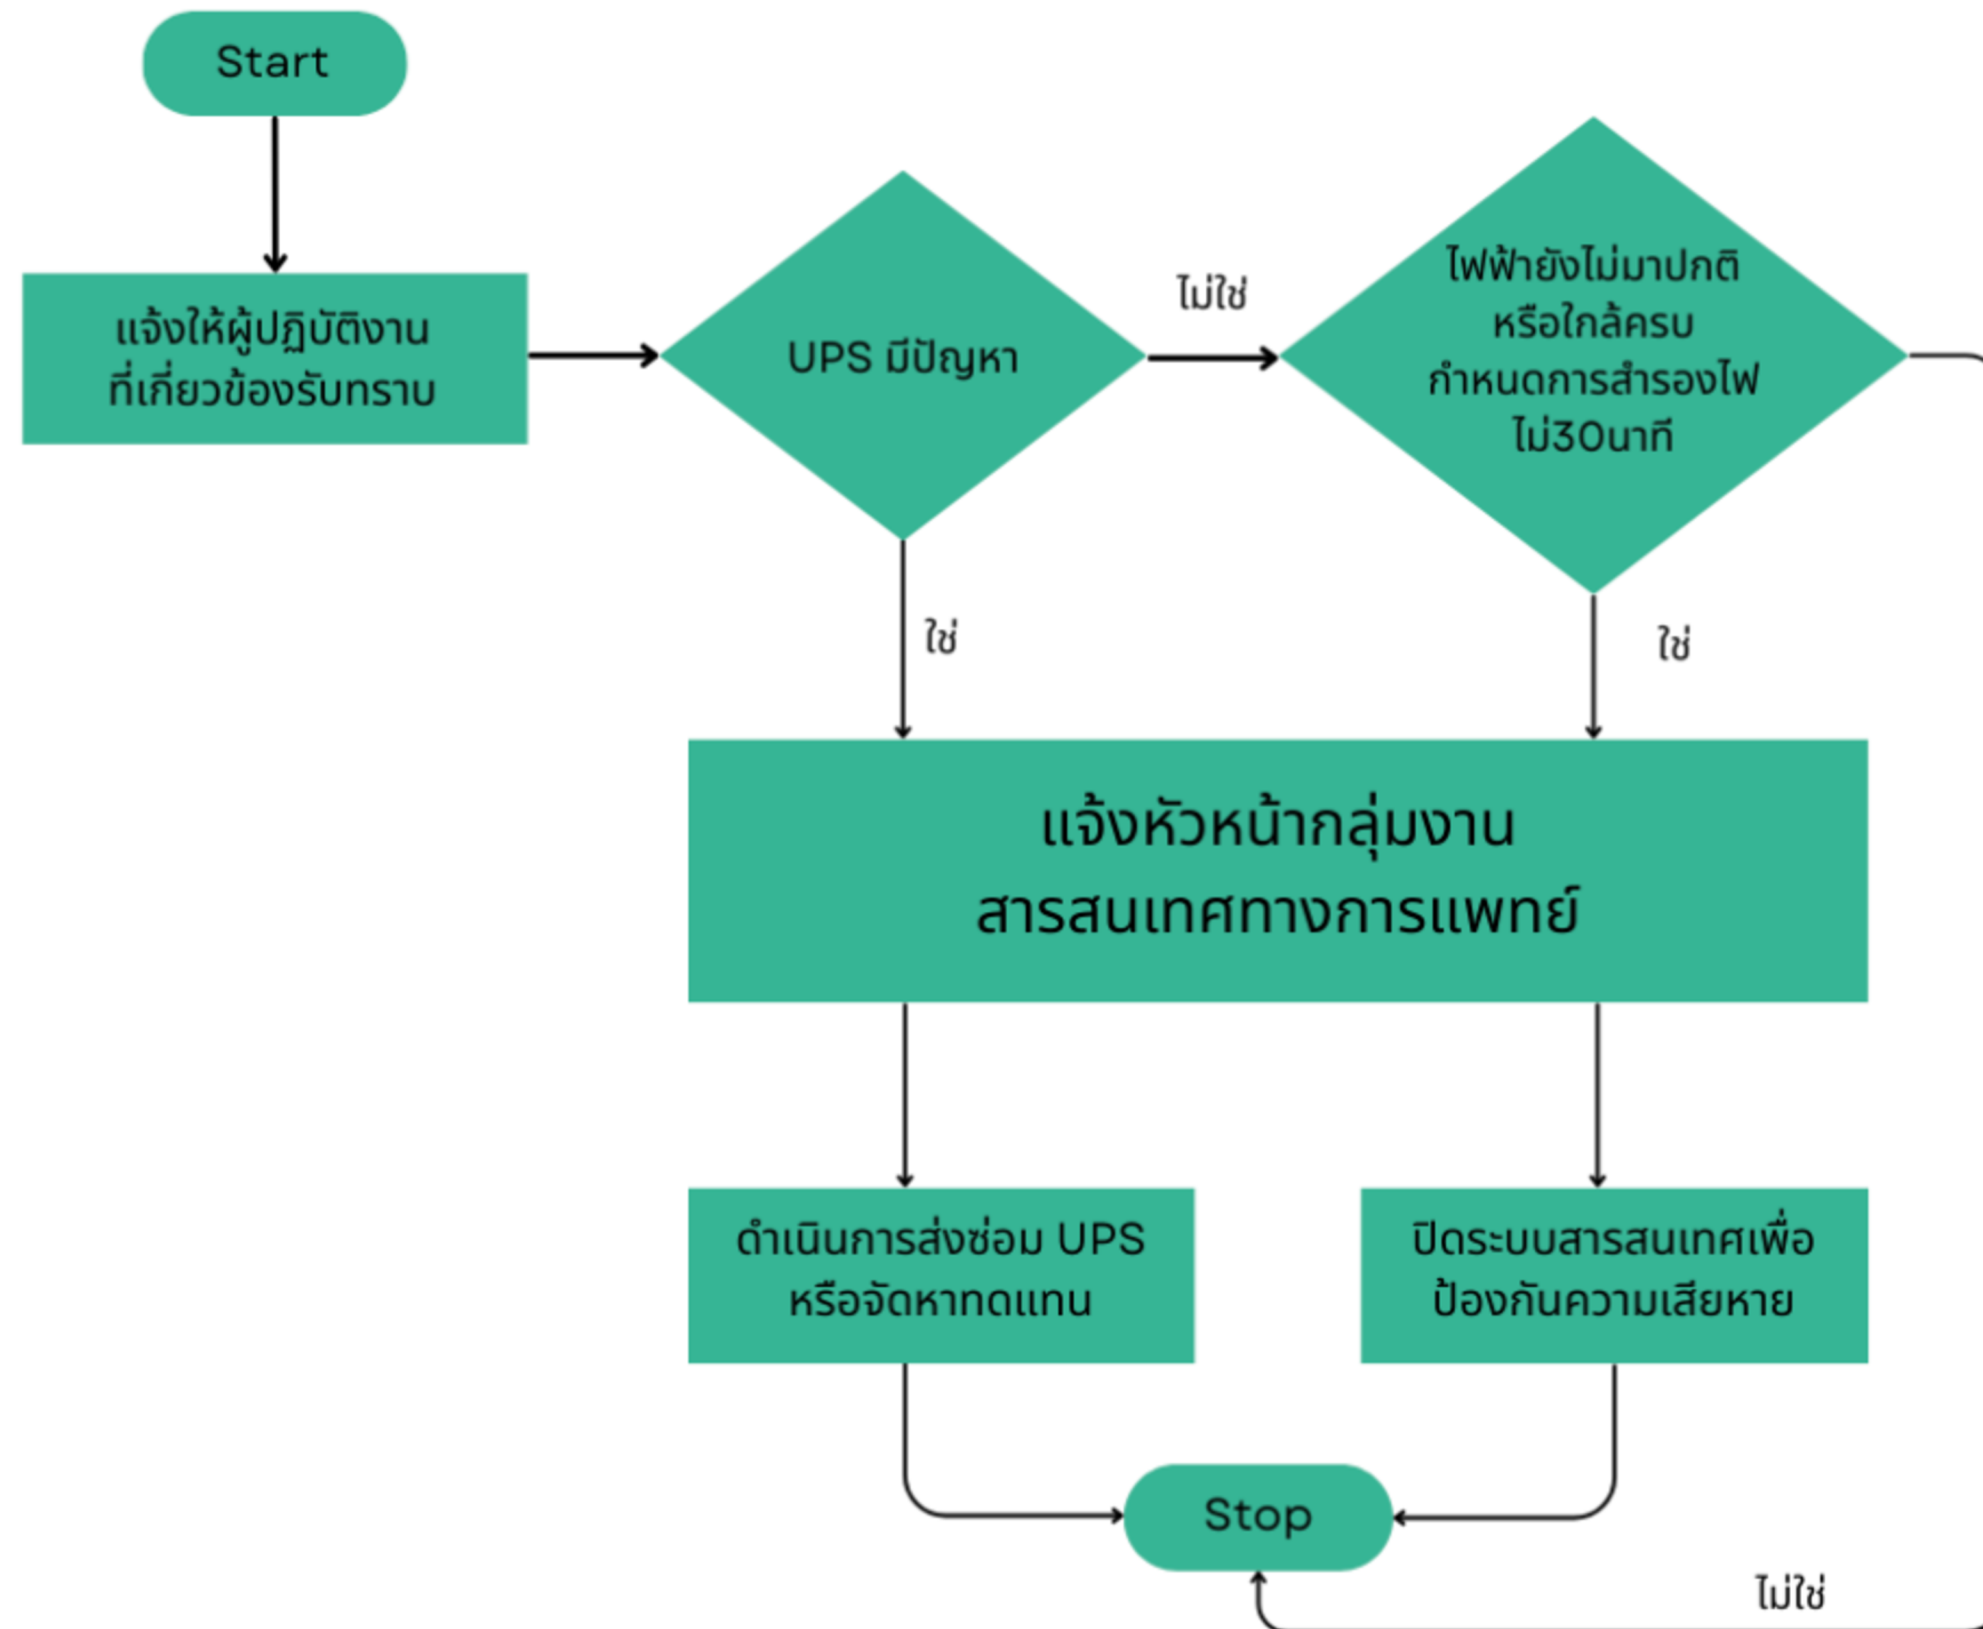 Start
แจ้งให้ผู้ปฏิบัติงาน
ที่เกี่ยวข้องรับทราบ
UPS มีปัญหา
ไม่ใช่
ไฟฟ้ายังไม่มาปกติ
หรือใกล้ครบ
กำหนดการสำรองไฟ
ไม่30นาที
ใช่
ใช่
แจ้งหัวหน้ากลุ่มงาน
สารสนเทศทางการแพทย์
ดำเนินการส่งซ่อม UPS
หรือจัดหาทดแทน
ปิดระบบสารสนเทศเพื่อ
ป้องกันความเสียหาย
Stop
ไม่ใช่